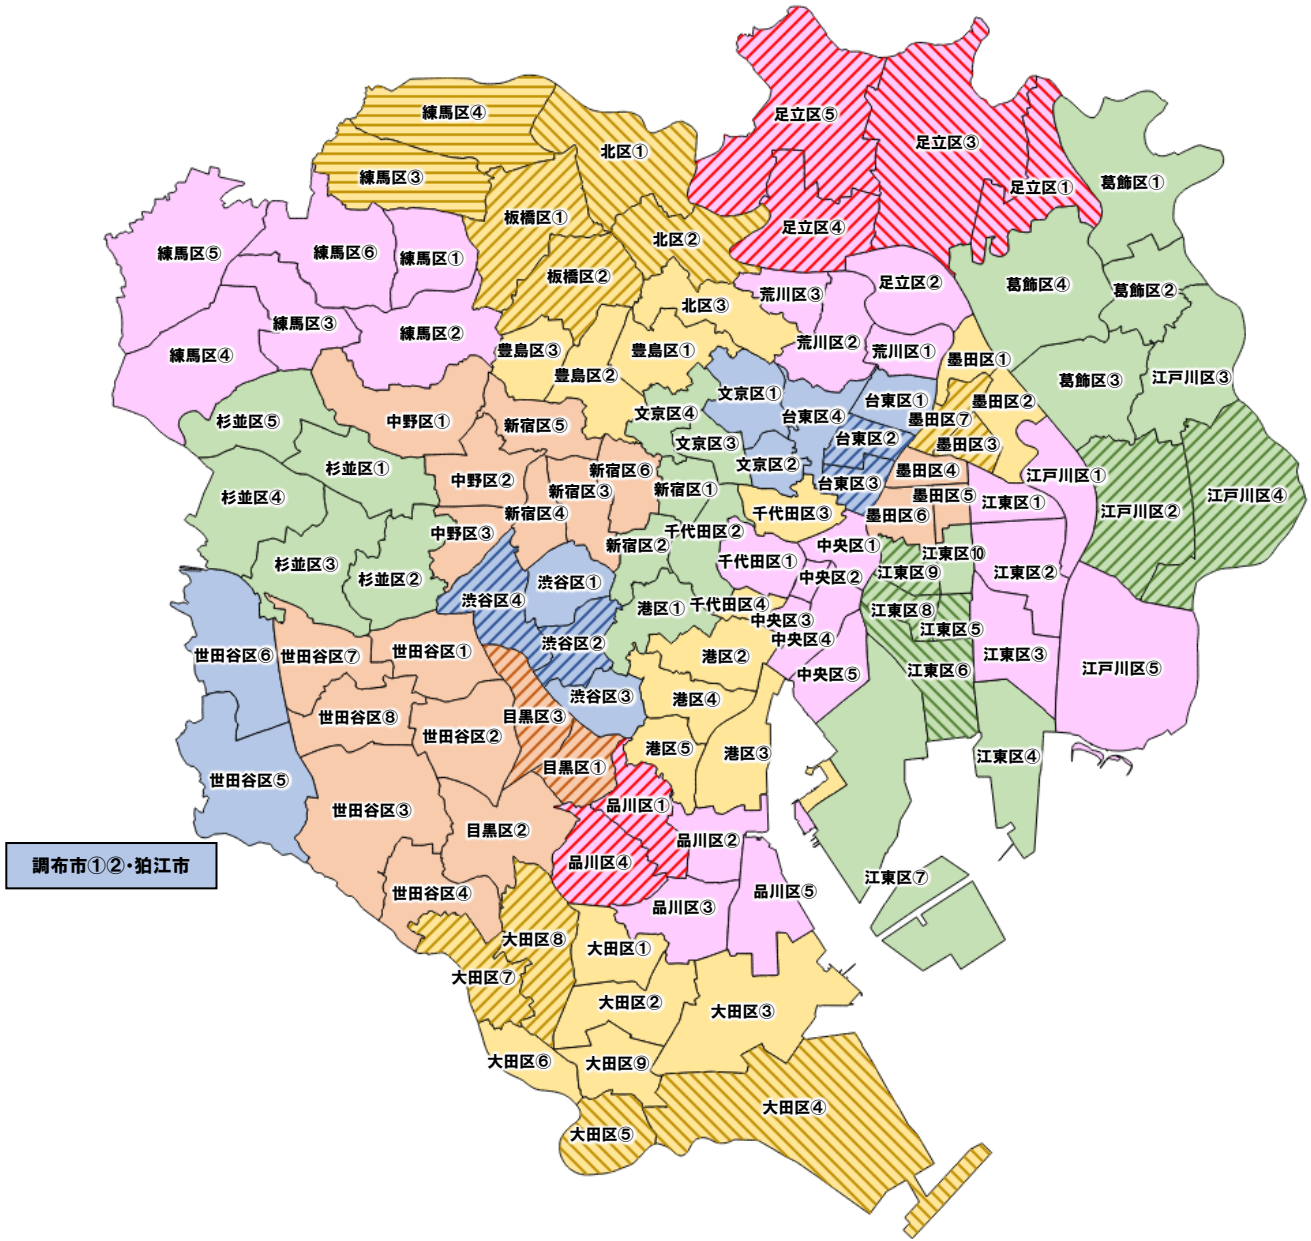 練馬区④
足立区⑤
足立区③
北区①
練馬区③
足立区①
葛飾区①
板橋区①
足立区④
北区②
練馬区⑤
練馬区⑥
練馬区①
板橋区②
足立区②
葛飾区④
葛飾区②
荒川区③
北区③
練馬区③
練馬区②
荒川区②
荒川区①
豊島区③
豊島区①
墨田区①
練馬区④
豊島区②
葛飾区③
江戸川区③
文京区①
台東区①
墨田区②
文京区④
台東区④
墨田区⑦
杉並区⑤
中野区①
新宿区⑤
台東区②
文京区③
墨田区③
杉並区①
文京区②
新宿区⑥
墨田区④
江戸川区①
中野区②
台東区③
新宿区③
新宿区①
杉並区④
墨田区⑤
江東区①
江戸川区④
新宿区④
千代田区③
墨田区⑥
江戸川区②
中野区③
千代田区②
新宿区②
中央区①
江東区⑩
杉並区③
千代田区①
中央区②
江東区⑨
江東区②
杉並区②
渋谷区①
渋谷区④
港区①
千代田区④
江東区⑧
中央区③
江東区⑤
渋谷区②
中央区④
世田谷区⑥
世田谷区⑦
世田谷区①
港区②
江東区③
江東区⑥
江戸川区⑤
中央区⑤
渋谷区③
港区④
世田谷区⑧
目黒区③
世田谷区②
港区⑤
港区③
江東区④
目黒区①
世田谷区⑤
品川区①
世田谷区③
目黒区②
品川区②
調布市①②・狛江市
品川区④
江東区⑦
世田谷区④
品川区⑤
品川区③
大田区⑧
大田区①
大田区⑦
大田区②
大田区③
大田区⑥
大田区⑨
大田区④
大田区⑤